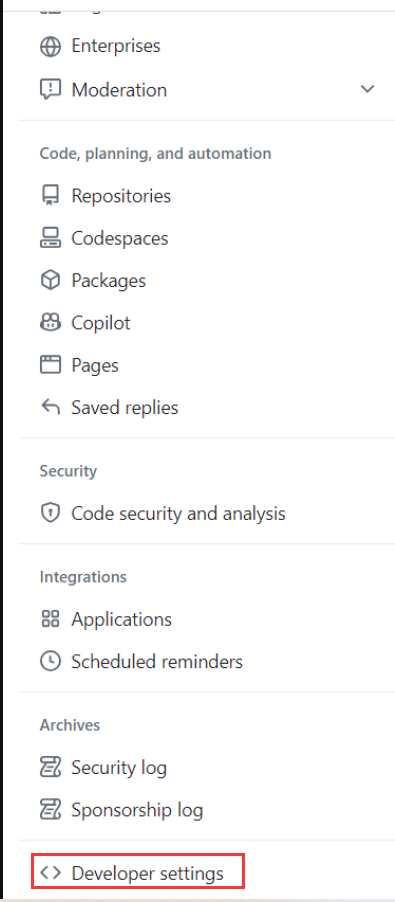 Enterprises
Moderation
Code, planning, and automation
Repositories
Codespaces
Packages
Copilot
Pages
Saved replies
Security
Code security and analysis
Integrations
Applications
Scheduled reminders
Archives
Security log
Sponsorship log
Developer settings